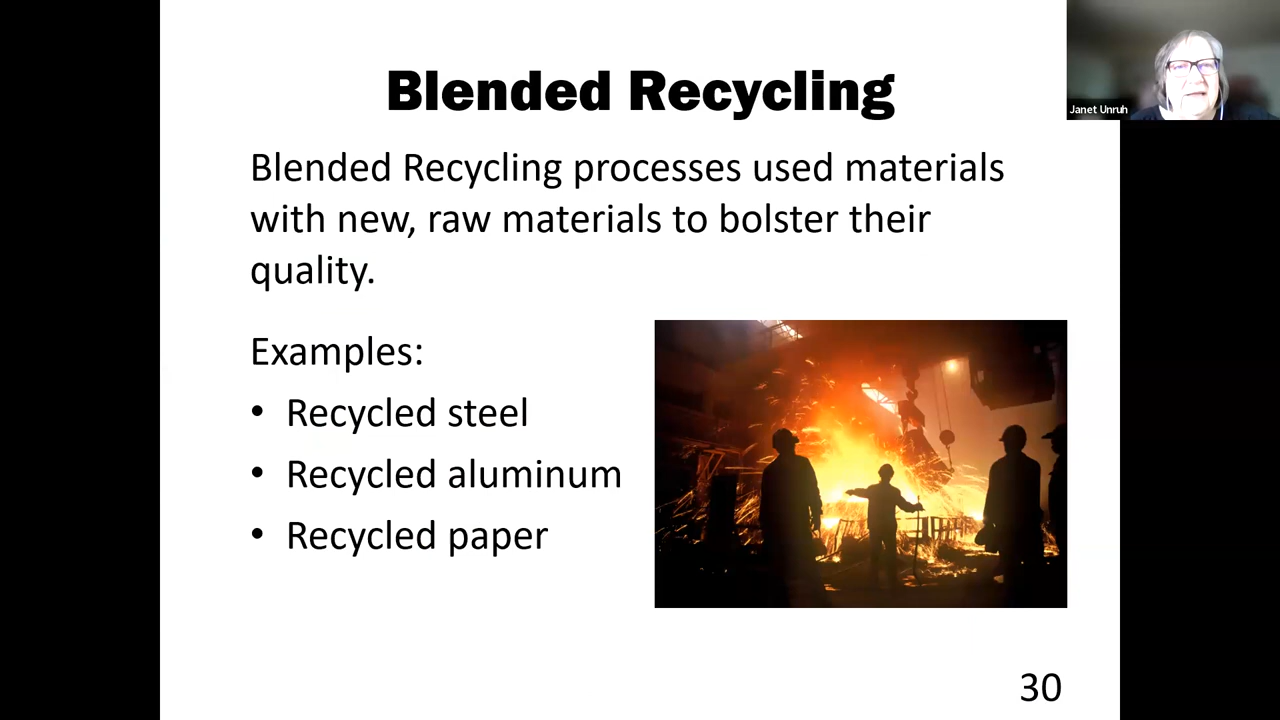 Blended Recycling
Janet Unruh
Blended Recycling processes used materials
with new, raw materials to bolster their
quality.
Examples:
• Recycled steel
• Recycled aluminum
• Recycled paper
30